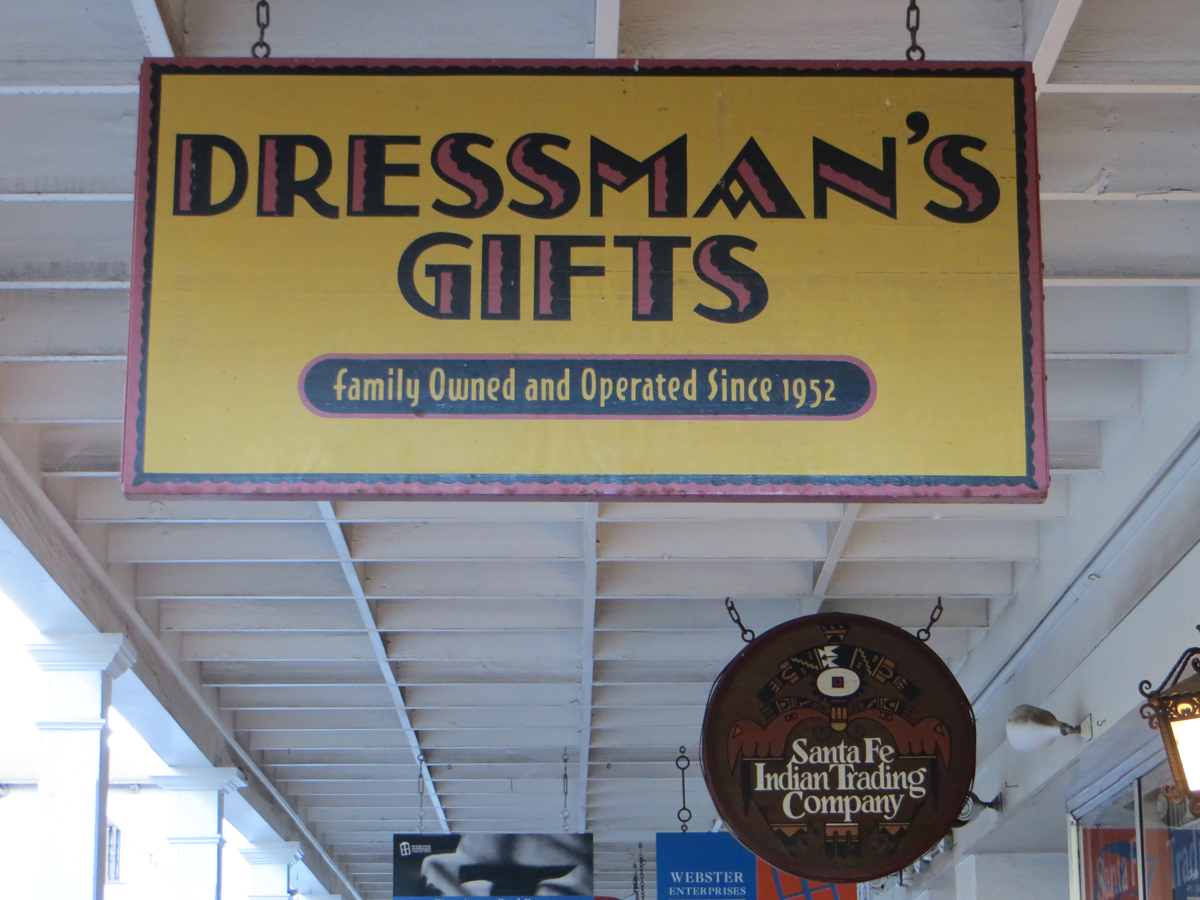 DRESSMAN'S
GIFTS
Family Owned and Operated Since 1952
Santa Fe
Indian Trading
Company
WEBSTER
ENTERPRISES